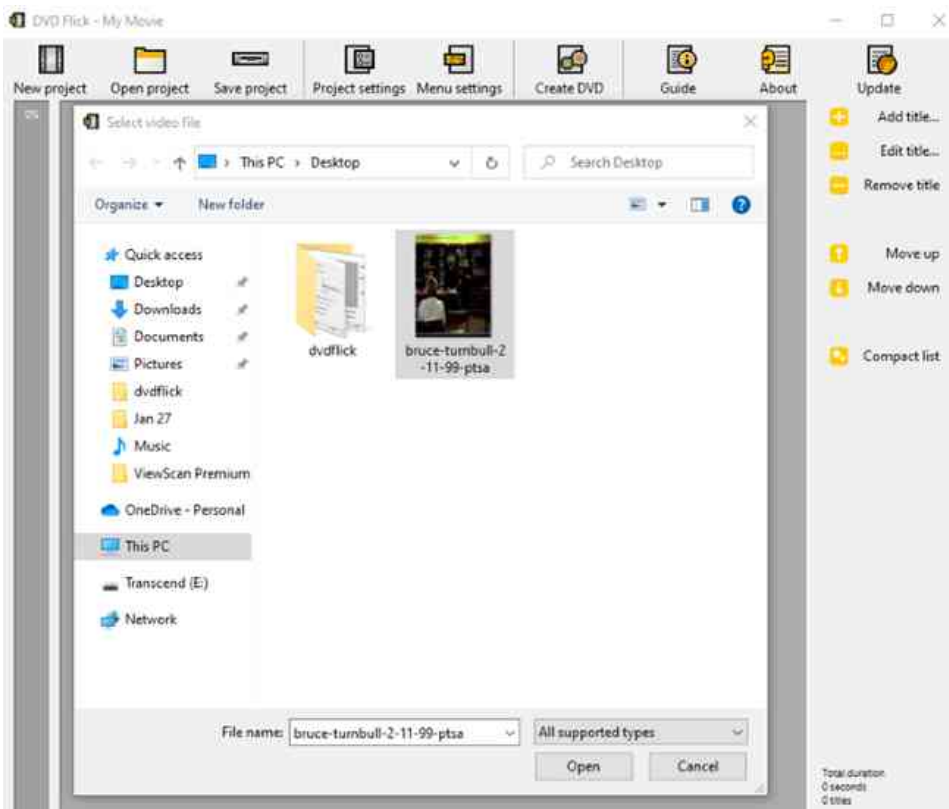 DVD Flick - My Movie
New project Open project Save project Project settings Menu settings Create DVD Guide About Update
0%
Select video file
Add title...
Edit title...
Remove title
Move up
Move down
Compact list
This PC > Desktop
Search Desktop
Organize New folder
Quick access
Desktop
Downloads
Documents
Pictures
dvdflick
Jan 27
Music
ViewScan Premium
OneDrive - Personal
This PC
Transcend (E:)
Network
dvdflick
bruce-turnbull-2
-11-99-ptsa
File name: bruce-turnbull-2-11-99-ptsa All supported types
Open Cancel
Total duration
0 seconds
0 titles